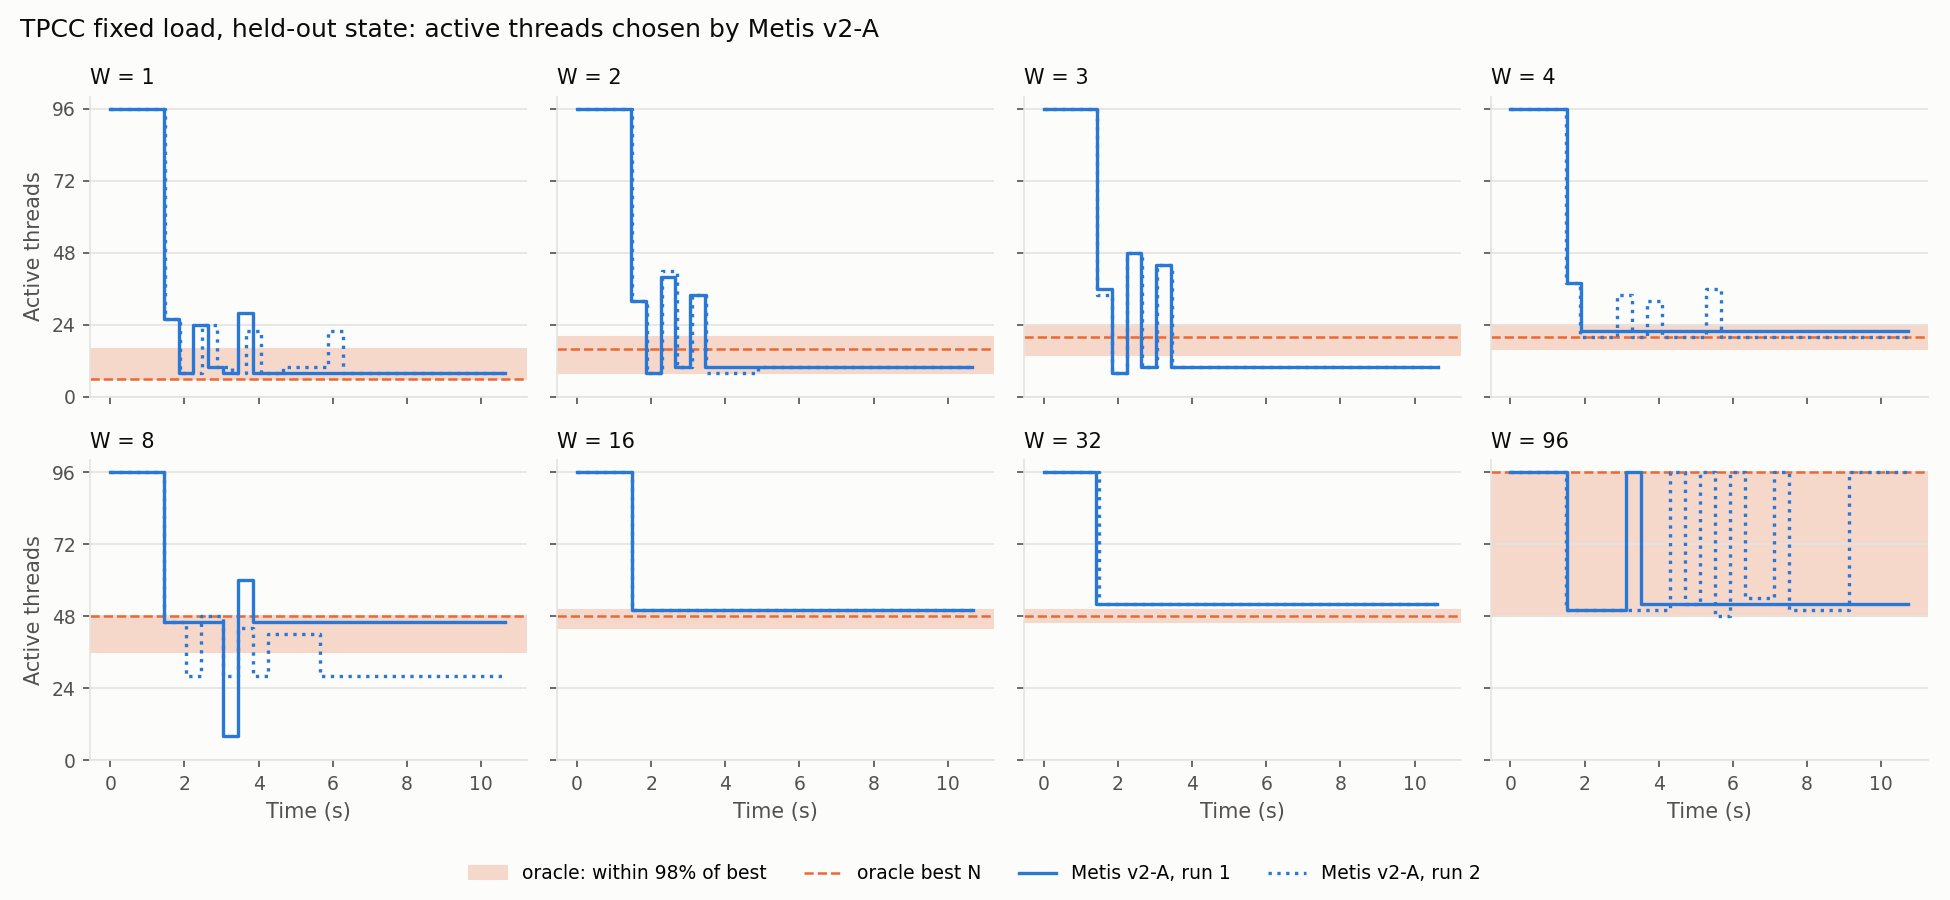 TPCC fixed load, held-out state: active threads chosen by Metis v2-A
W = 1
W = 2
W = 3
W = 4
96
72
48
24
0
Active threads
W = 8
W = 16
W = 32
W = 96
96
72
48
24
0
Active threads
0 2 4 6 8 10
0 2 4 6 8 10
0 2 4 6 8 10
0 2 4 6 8 10
Time (s)
Time (s)
Time (s)
Time (s)
oracle: within 98% of best
oracle best N
Metis v2-A, run 1
Metis v2-A, run 2